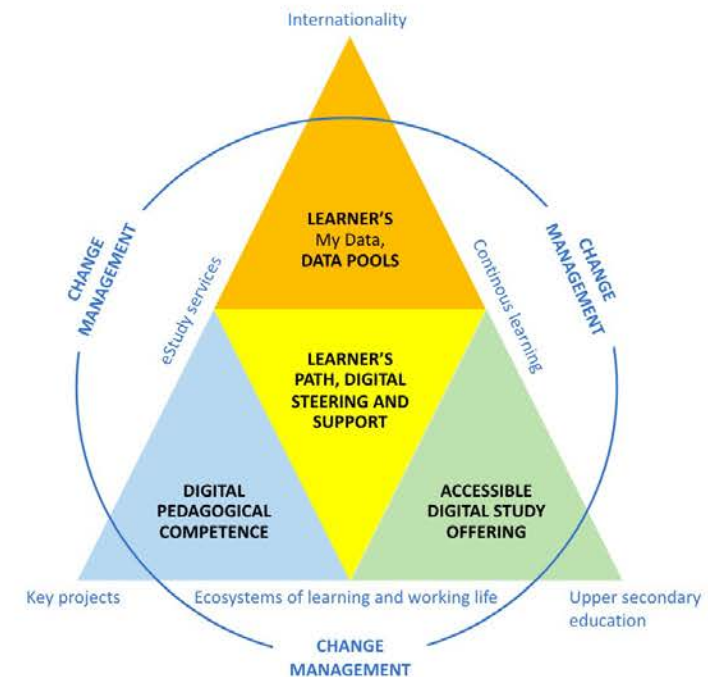 Internationality
LEARNER'S
My Data,
DATA POOLS
CHANGE
MANAGEMENT
CHANGE
MANAGEMENT
eStudy services
Continous learning
LEARNER'S
PATH, DIGITAL
STEERING AND
SUPPORT
DIGITAL
PEDAGOGICAL
COMPETENCE
ACCESSIBLE
DIGITAL STUDY
OFFERING
Key projects
Ecosystems of learning and working life
Upper secondary
education
CHANGE
MANAGEMENT